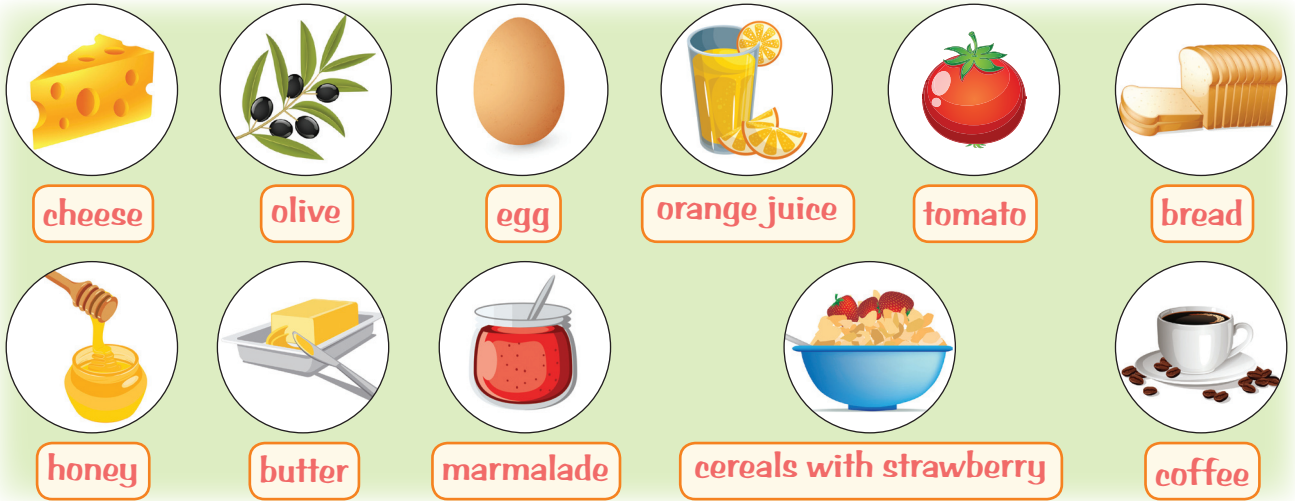 cheese
olive
egg
orange juice
tomato
bread
honey
butter
marmalade
cereals with strawberry
coffee